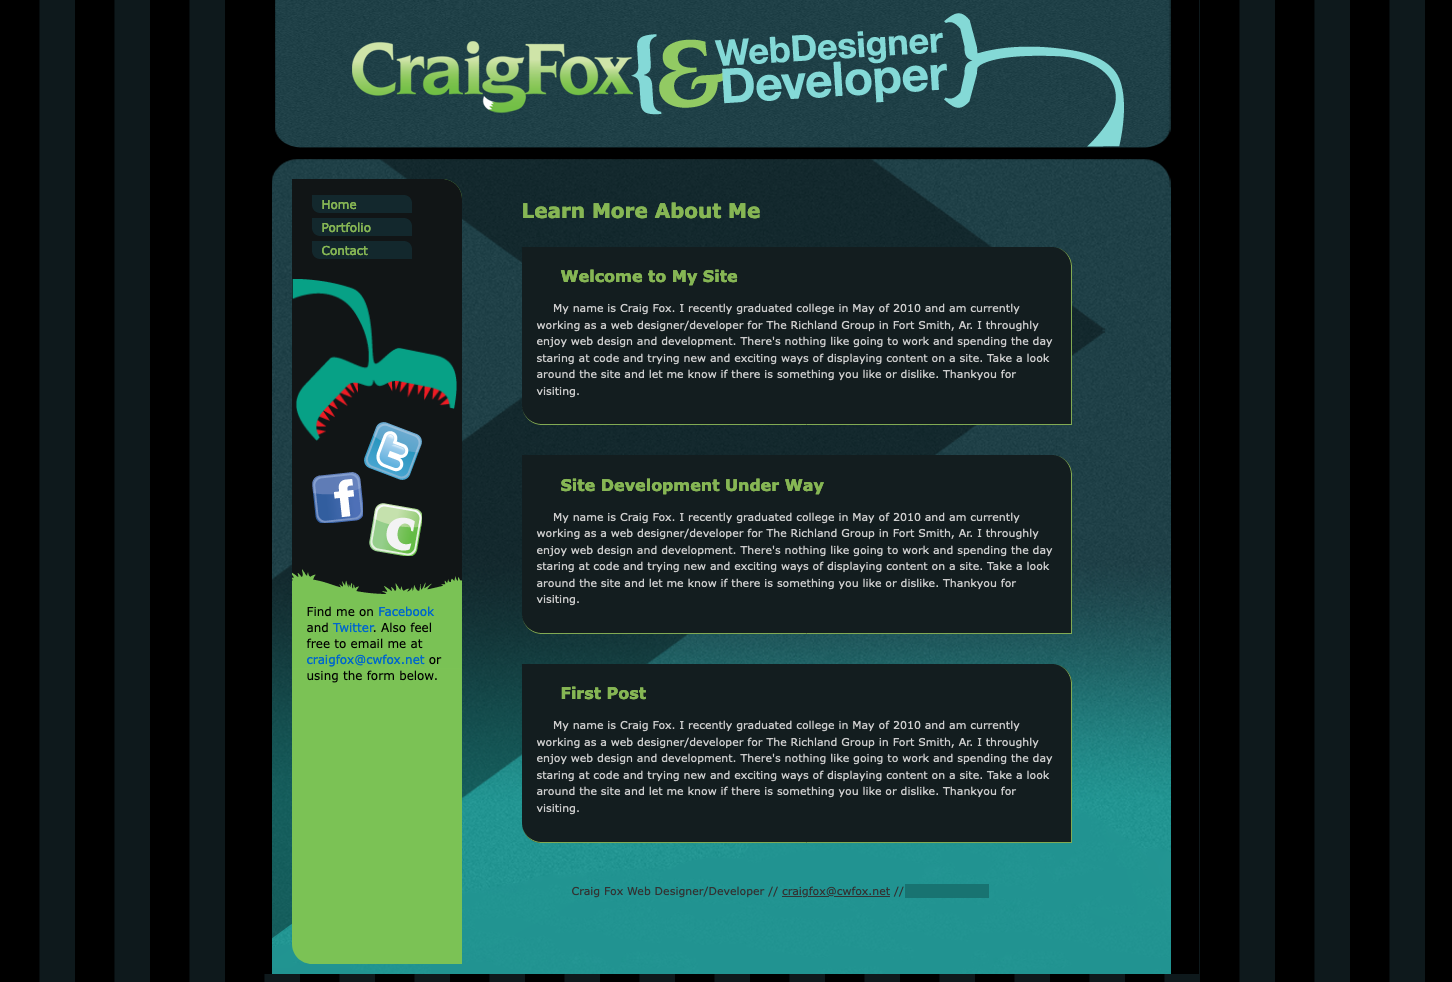 CraigFox{& WebDesigner
Developer}
Home
Portfolio
Contact
Find me on Facebook
and Twitter. Also feel
free to email me at
craigfox@cwfox.net or
using the form below.
Learn More About Me
Welcome to My Site
My name is Craig Fox. I recently graduated college in May of 2010 and am currently
working as a web designer/developer for The Richland Group in Fort Smith, Ar. I throughly
enjoy web design and development. There's nothing like going to work and spending the day
staring at code and trying new and exciting ways of displaying content on a site. Take a look
around the site and let me know if there is something you like or dislike. Thankyou for
visiting.
Site Development Under Way
My name is Craig Fox. I recently graduated college in May of 2010 and am currently
working as a web designer/developer for The Richland Group in Fort Smith, Ar. I throughly
enjoy web design and development. There's nothing like going to work and spending the day
staring at code and trying new and exciting ways of displaying content on a site. Take a look
around the site and let me know if there is something you like or dislike. Thankyou for
visiting.
First Post
My name is Craig Fox. I recently graduated college in May of 2010 and am currently
working as a web designer/developer for The Richland Group in Fort Smith, Ar. I throughly
enjoy web design and development. There's nothing like going to work and spending the day
staring at code and trying new and exciting ways of displaying content on a site. Take a look
around the site and let me know if there is something you like or dislike. Thankyou for
visiting.
Craig Fox Web Designer/Developer // craigfox@cwfox.net //